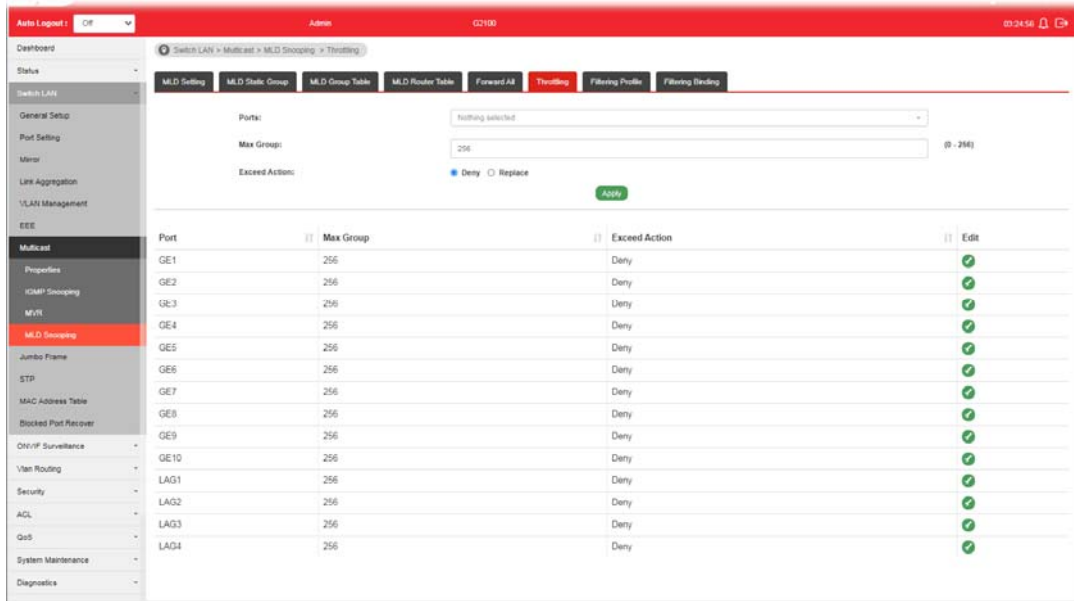 Auto Logout : Off Admin G2100 03:24:56
Dashboard
Status
Switch LAN
General Setup
Port Setting
Mirror
Link Aggregation
VLAN Management
EEE
Multicast
Properties
IGMP Snooping
MVR
MLD Snooping
Jumbo Frame
STP
MAC Address Table
Blocked Port Recover
ONVIF Surveillance
Vlan Routing
Security
ACL
QoS
System Maintenance
Diagnostics
Switch LAN > Multicast > MLD Snooping > Throttling
MLD Setting MLD Static Group MLD Group Table MLD Router Table Forward All Throttling Filtering Profile Filtering Binding
Ports: Nothing selected
Max Group: 256 (0 - 256)
Exceed Action: Deny Replace
Apply
Port Max Group Exceed Action Edit
GE1 256 Deny
GE2 256 Deny
GE3 256 Deny
GE4 256 Deny
GE5 256 Deny
GE6 256 Deny
GE7 256 Deny
GE8 256 Deny
GE9 256 Deny
GE10 256 Deny
LAG1 256 Deny
LAG2 256 Deny
LAG3 256 Deny
LAG4 256 Deny